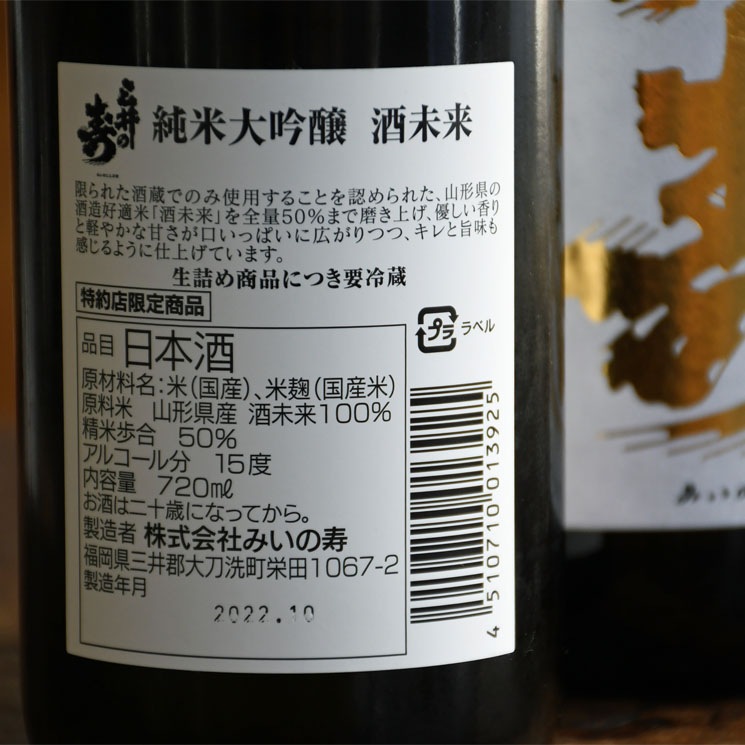 三井の寿
純米大吟醸 酒未来
限られた酒蔵でのみ使用することを認められた、山形県の
酒造好適米「酒未来」を全量50%まで磨き上げ、優しい香り
と軽やかな甘さが口いっぱいに広がりつつ、キレと旨味も
感じるように仕上げています。
生詰め商品につき要冷蔵
特約店限定商品
プラ ラベル
品目 日本酒
原材料名:米(国産)、米麹(国産米)
原料米 山形県産 酒未来100%
精米歩合 50%
アルコール分 15度
内容量 720㎖
お酒は二十歳になってから。
製造者 株式会社みいの寿
福岡県三井郡大刀洗町栄田1067-2
製造年月
2022.10
4 510710 013925